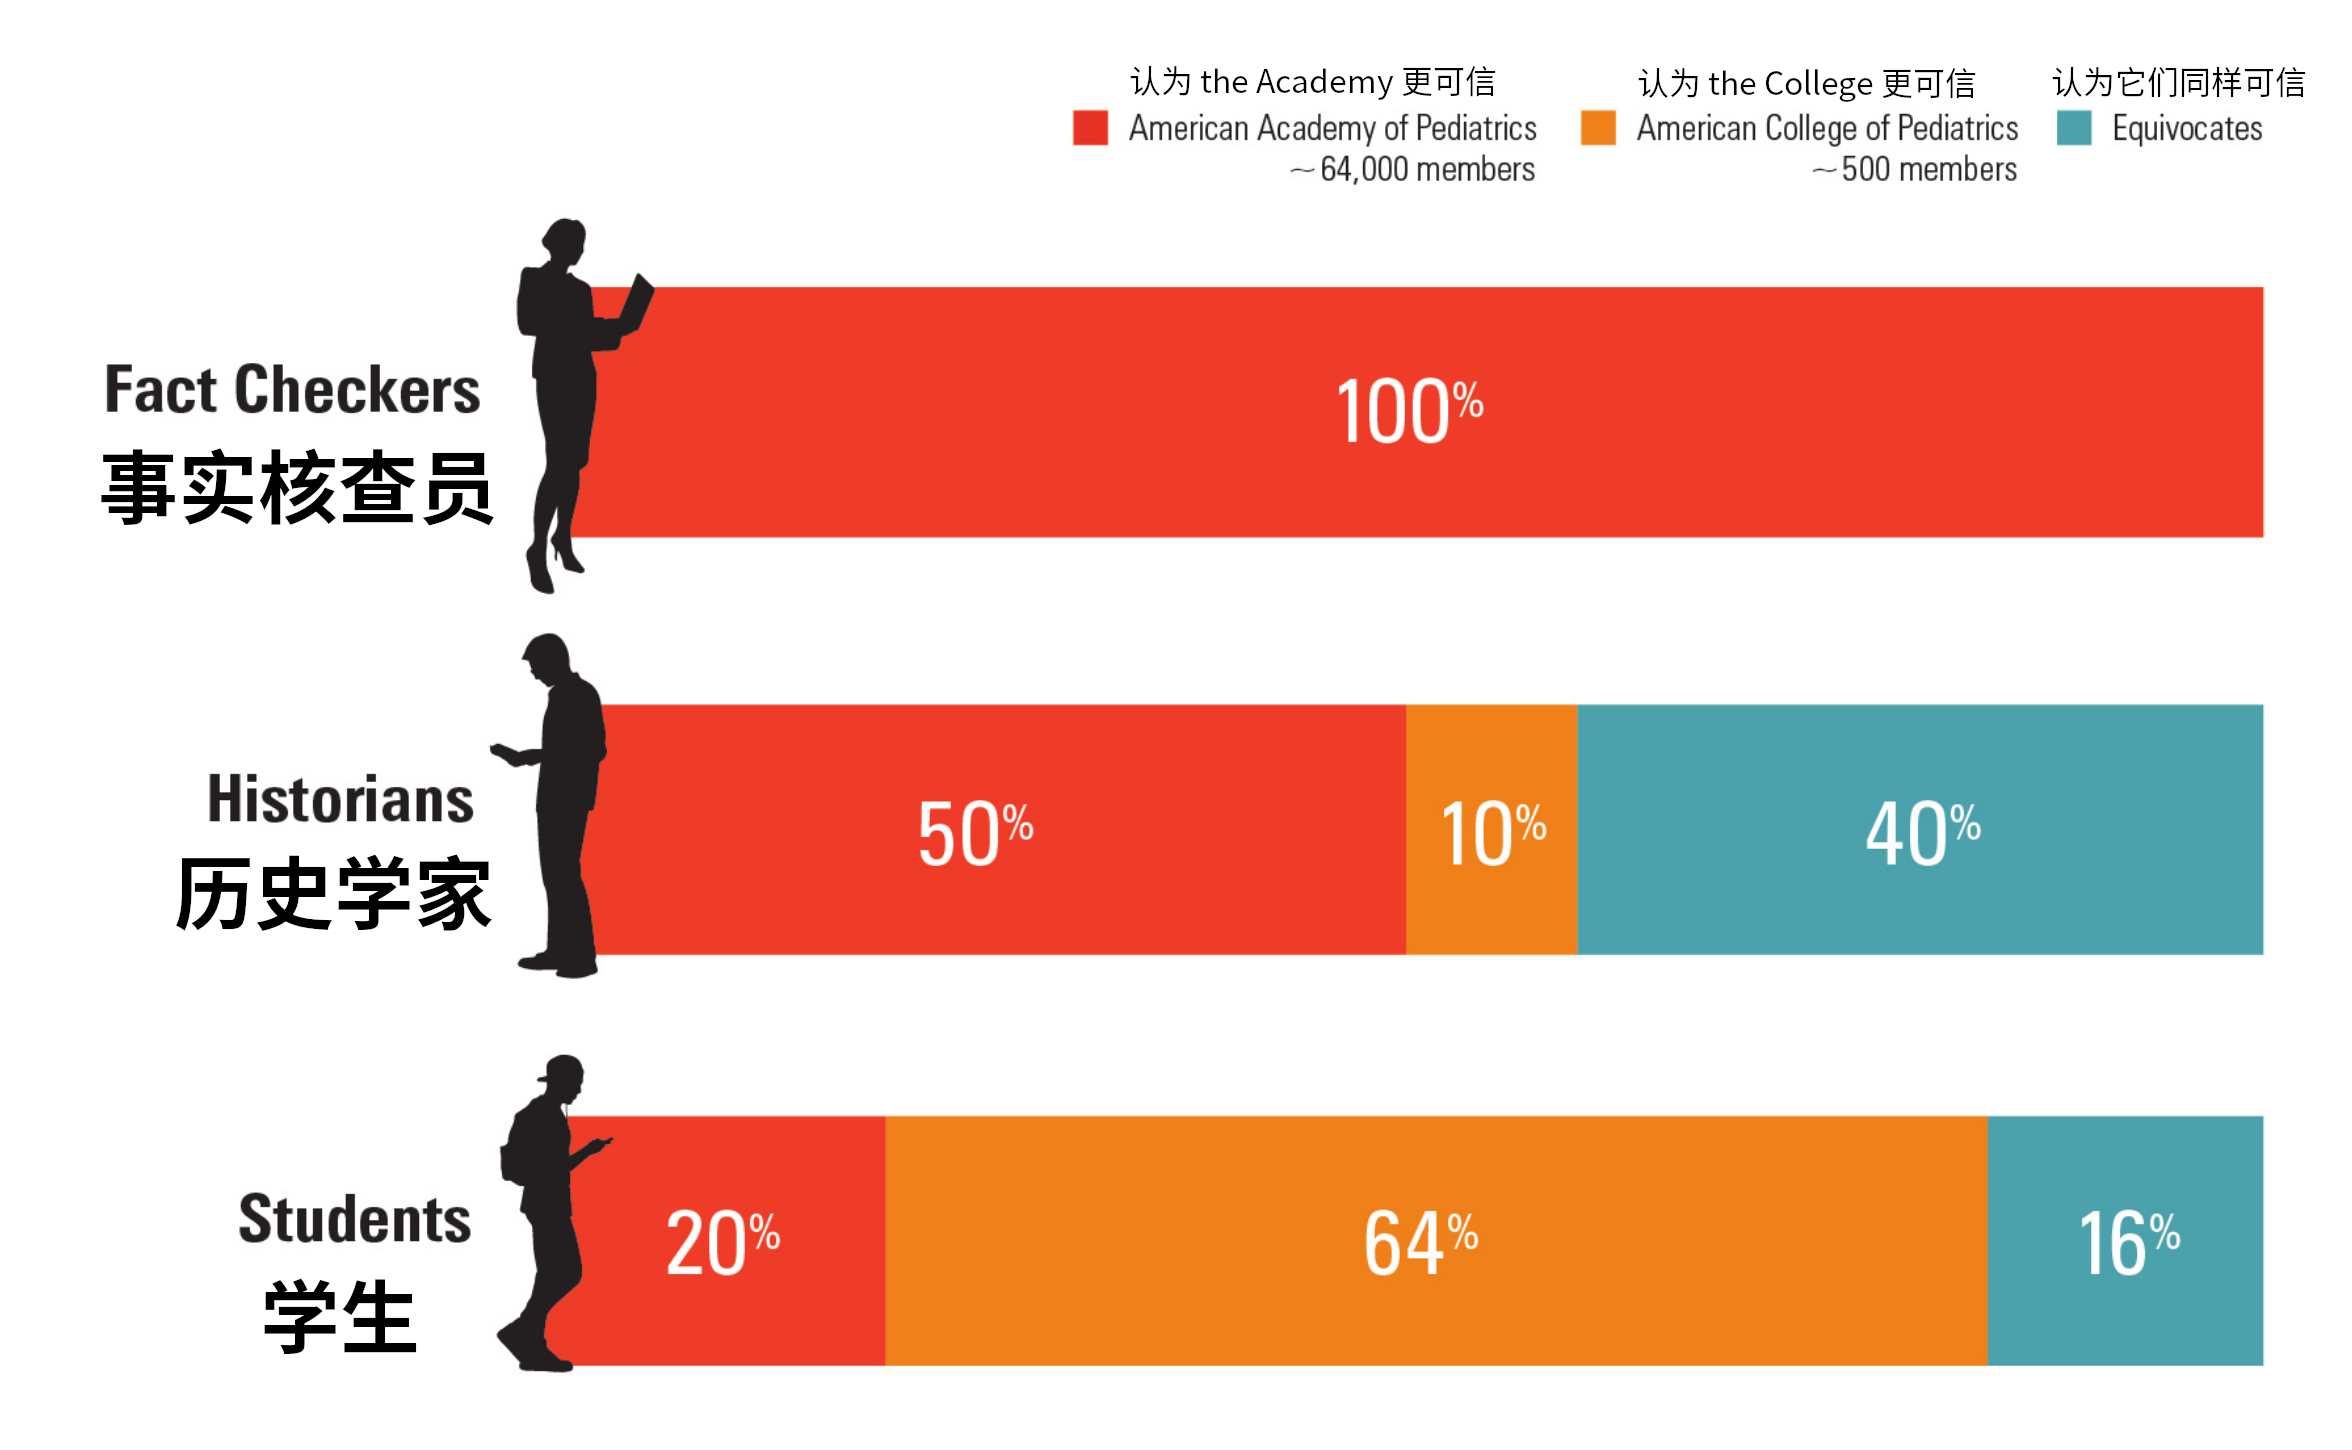 认为 the Academy 更可信
American Academy of Pediatrics
~64,000 members
认为 the College 更可信
American College of Pediatrics
~500 members
认为它们同样可信
Equivocates
Fact Checkers
事实核查员
100%
Historians
历史学家
50%
10%
40%
Students
学生
20%
64%
16%